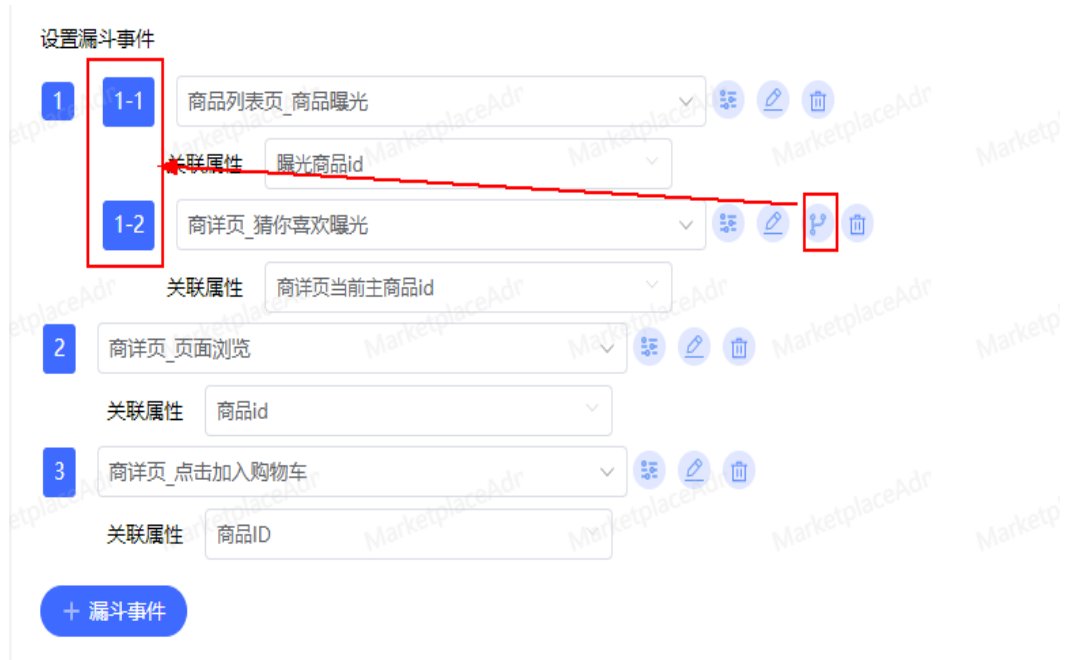 设置漏斗事件
1 1-1 商品列表页_商品曝光
关联属性 曝光商品id
1-2 商详页_猜你喜欢曝光
关联属性 商详页当前主商品id
2 商详页_页面浏览
关联属性 商品id
3 商详页_点击加入购物车
关联属性 商品ID
+ 漏斗事件
MarketplaceAdr